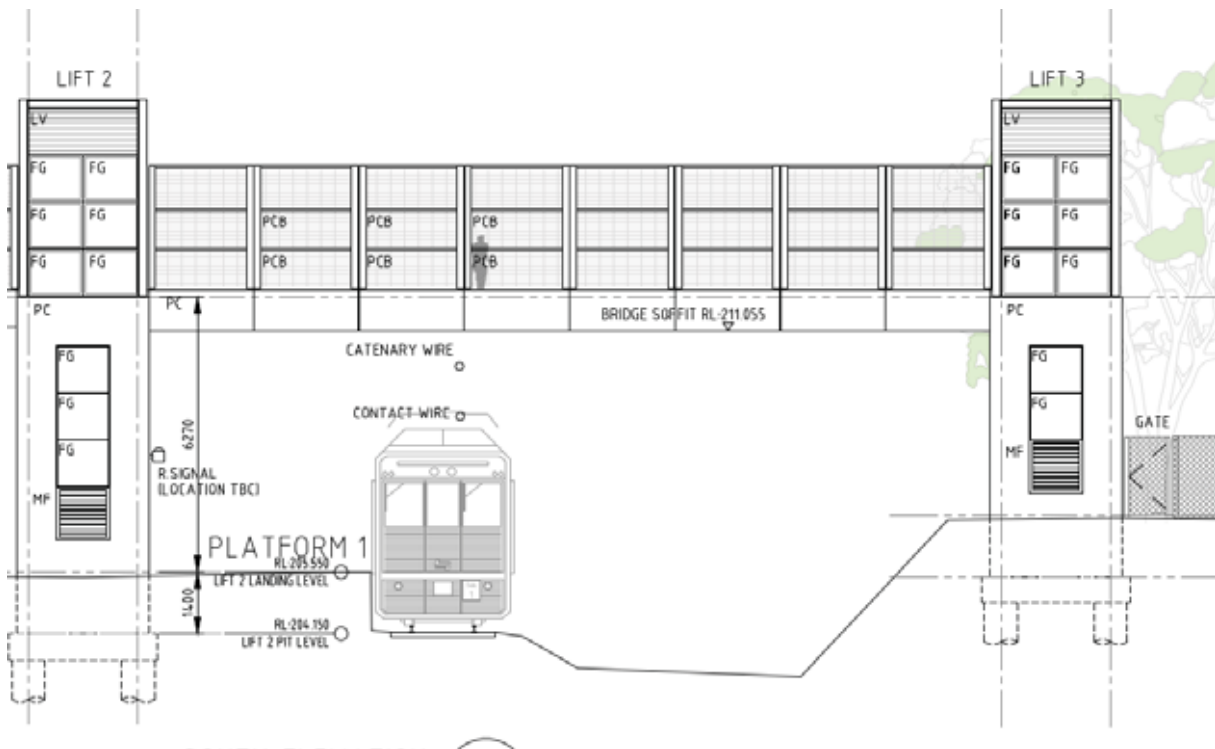 LIFT 2
LIFT 3
LV
LV
FG FG
FG FG
FG FG
FG FG
PCB PCB PCB
FG FG
FG FG
PCB PCB PCB PCB
FG FG
PC
PC
PC
BRIDGE SOFFIT RL-211.055
CATENARY WIRE
FG
FG
FG
FG
FG
CONTACT WIRE
GATE
6270
R.SIGNAL
(LOCATION TBC)
MF
MF
PLATFORM 1
RL-205.550
LIFT 2 LANDING LEVEL
1400
RL-204.150
LIFT 2 PIT LEVEL